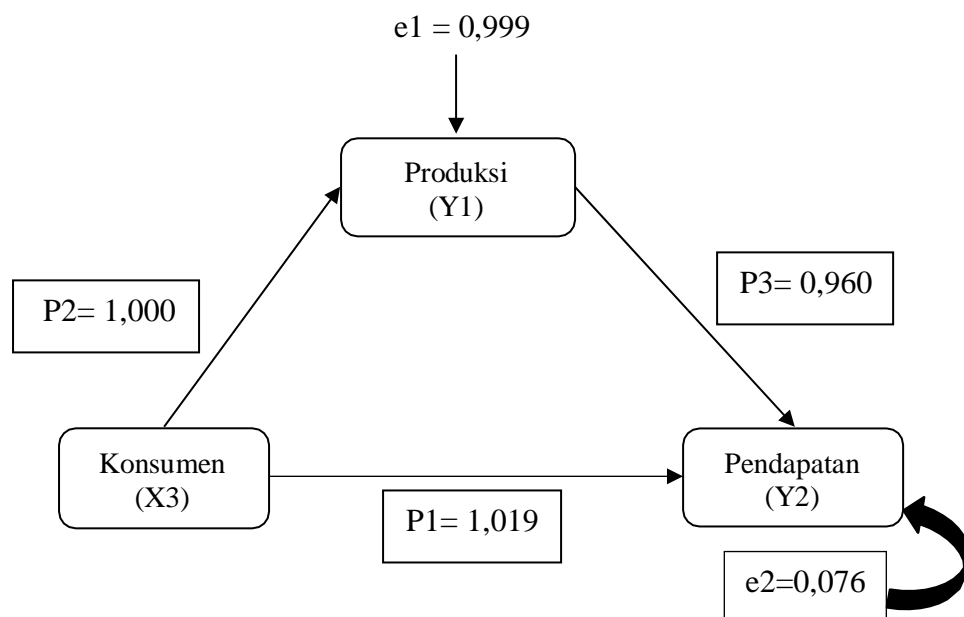 e1 = 0,999
Produksi
(Y1)
P2= 1,000
P3= 0,960
Konsumen
(X3)
P1= 1,019
Pendapatan
(Y2)
e2=0,076